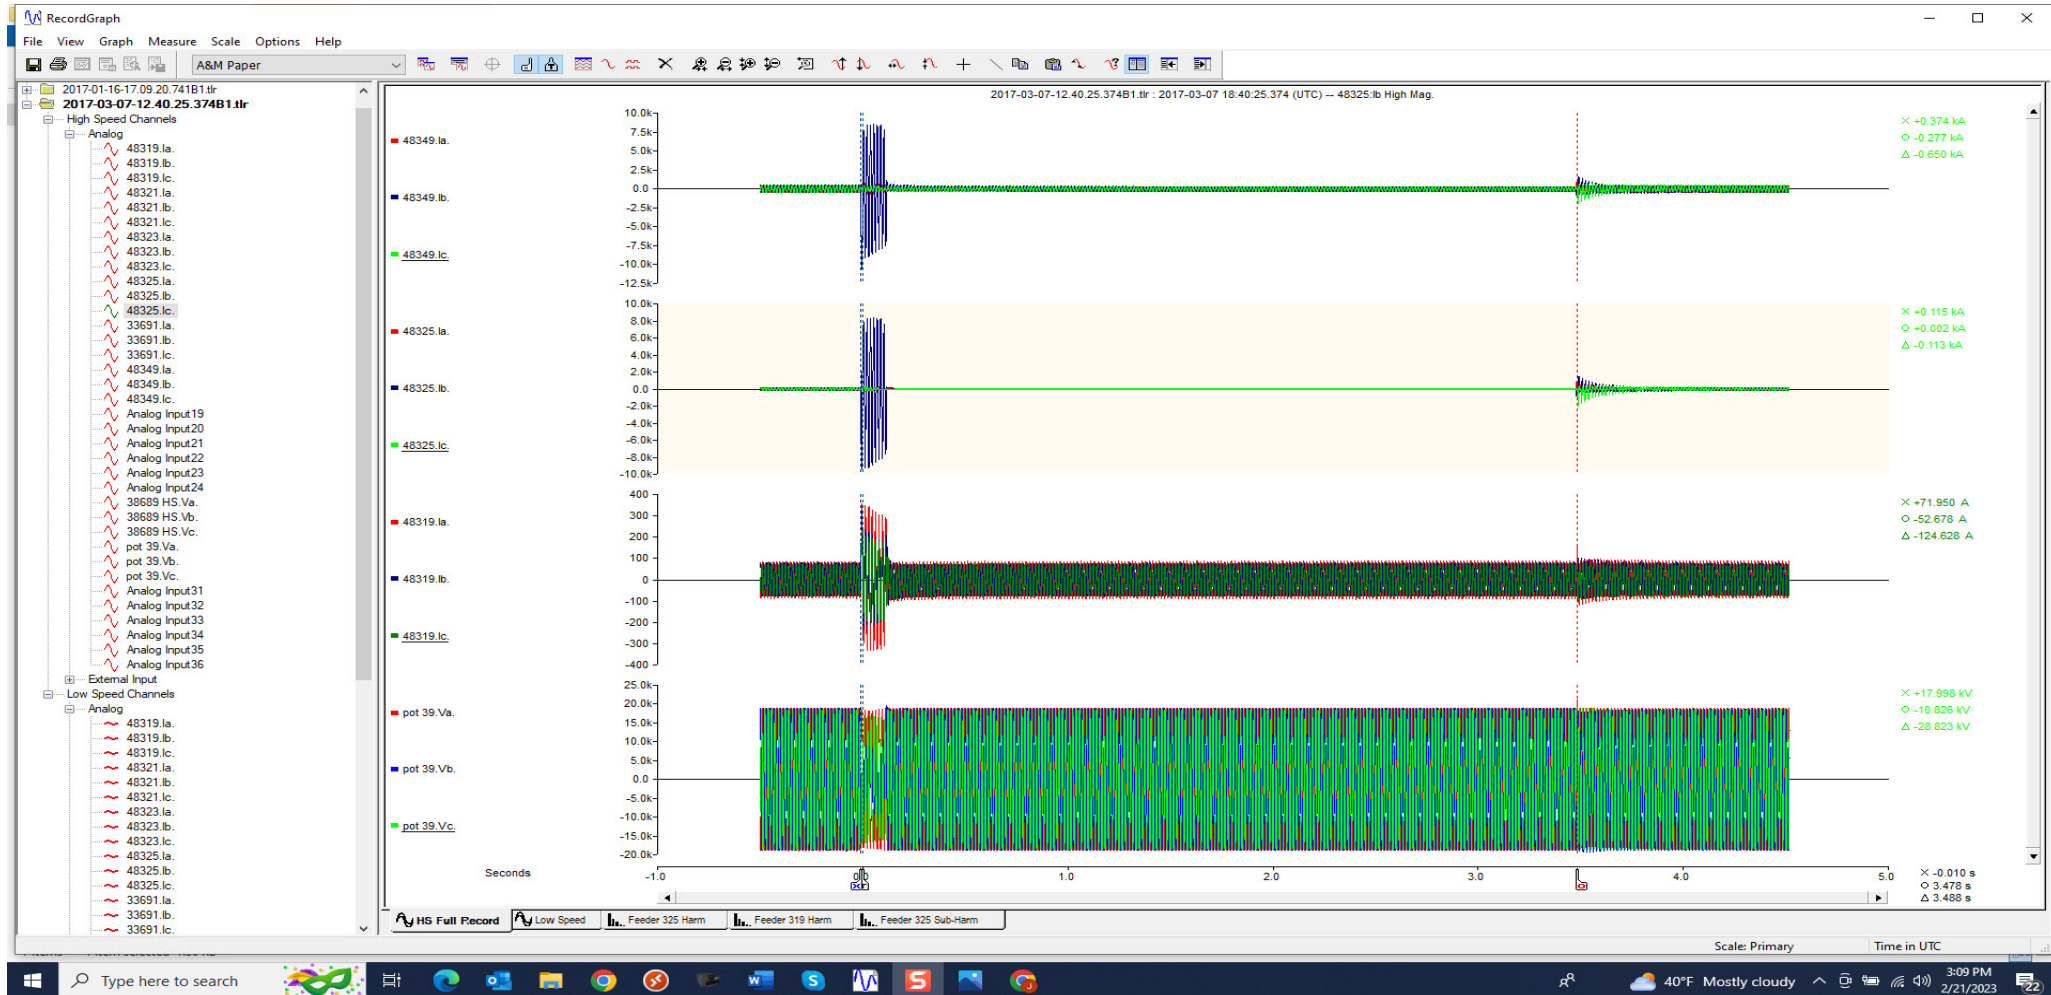 RecordGraph
File View Graph Measure Scale Options Help
A&M Paper
2017-01-16-17.09.20.741B1.tlr
2017-03-07-12.40.25.374B1.tlr
High Speed Channels
Analog
48319.Ia.
48319.Ib.
48319.Ic.
48321.Ia.
48321.Ib.
48321.Ic.
48323.Ia.
48323.Ib.
48323.Ic.
48325.Ia.
48325.Ib.
48325.Ic.
33691.Ia.
33691.Ib.
33691.Ic.
48349.Ia.
48349.Ib.
48349.Ic.
Analog Input19
Analog Input20
Analog Input21
Analog Input22
Analog Input23
Analog Input24
38689 HS.Va.
38689 HS.Vb.
38689 HS.Vc.
pot 39.Va.
pot 39.Vb.
pot 39.Vc.
Analog Input31
Analog Input32
Analog Input33
Analog Input34
Analog Input35
Analog Input36
External Input
Low Speed Channels
Analog
48319.Ia.
48319.Ib.
48319.Ic.
48321.Ia.
48321.Ib.
48321.Ic.
48323.Ia.
48323.Ib.
48323.Ic.
48325.Ia.
48325.Ib.
48325.Ic.
33691.Ia.
33691.Ib.
33691.Ic.
2017-03-07-12.40.25.374B1.tlr : 2017-03-07 18:40:25.374 (UTC) -- 48325:Ib High Mag.
48349.Ia.
48349.Ib.
48349.Ic.
10.0k
7.5k
5.0k
2.5k
0.0
-2.5k
-5.0k
-7.5k
-10.0k
-12.5k
× +0.374 kA
O -0.277 kA
Δ -0.650 kA
48325.Ia.
48325.Ib.
48325.Ic.
10.0k
8.0k
6.0k
4.0k
2.0k
0.0
-2.0k
-4.0k
-6.0k
-8.0k
-10.0k
× +0.115 kA
O +0.002 kA
Δ -0.113 kA
48319.Ia.
48319.Ib.
48319.Ic.
400
300
200
100
0
-100
-200
-300
-400
× +71.950 A
O -52.678 A
Δ -124.628 A
pot 39.Va.
pot 39.Vb.
pot 39.Vc.
25.0k
20.0k
15.0k
10.0k
5.0k
0.0
-5.0k
-10.0k
-15.0k
-20.0k
× +17.998 kV
O -10.826 kV
Δ -28.823 kV
Seconds
-1.0 0.0 1.0 2.0 3.0 4.0 5.0
× -0.010 s
O 3.478 s
Δ 3.488 s
HS Full Record Low Speed Feeder 325 Harm Feeder 319 Harm Feeder 325 Sub-Harm
Scale: Primary Time in UTC
Type here to search
40°F Mostly cloudy
3:09 PM
2/21/2023
22